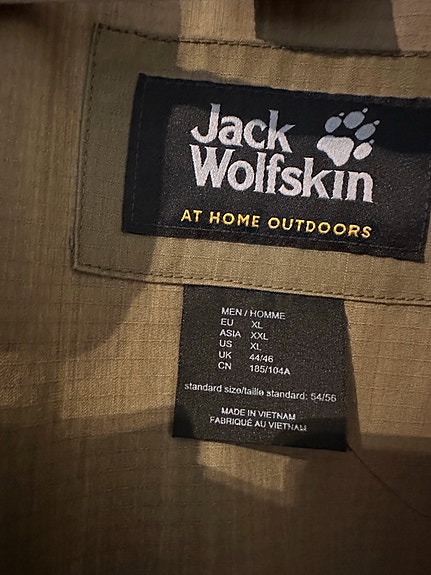 Jack
Wolfskin
AT HOME OUTDOORS
MEN / HOMME
EU XL
ASIA XXL
US XL
UK 44/46
CN 185/104A
standard size/taille standard: 54/56
MADE IN VIETNAM
FABRIQUÉ AU VIETNAM